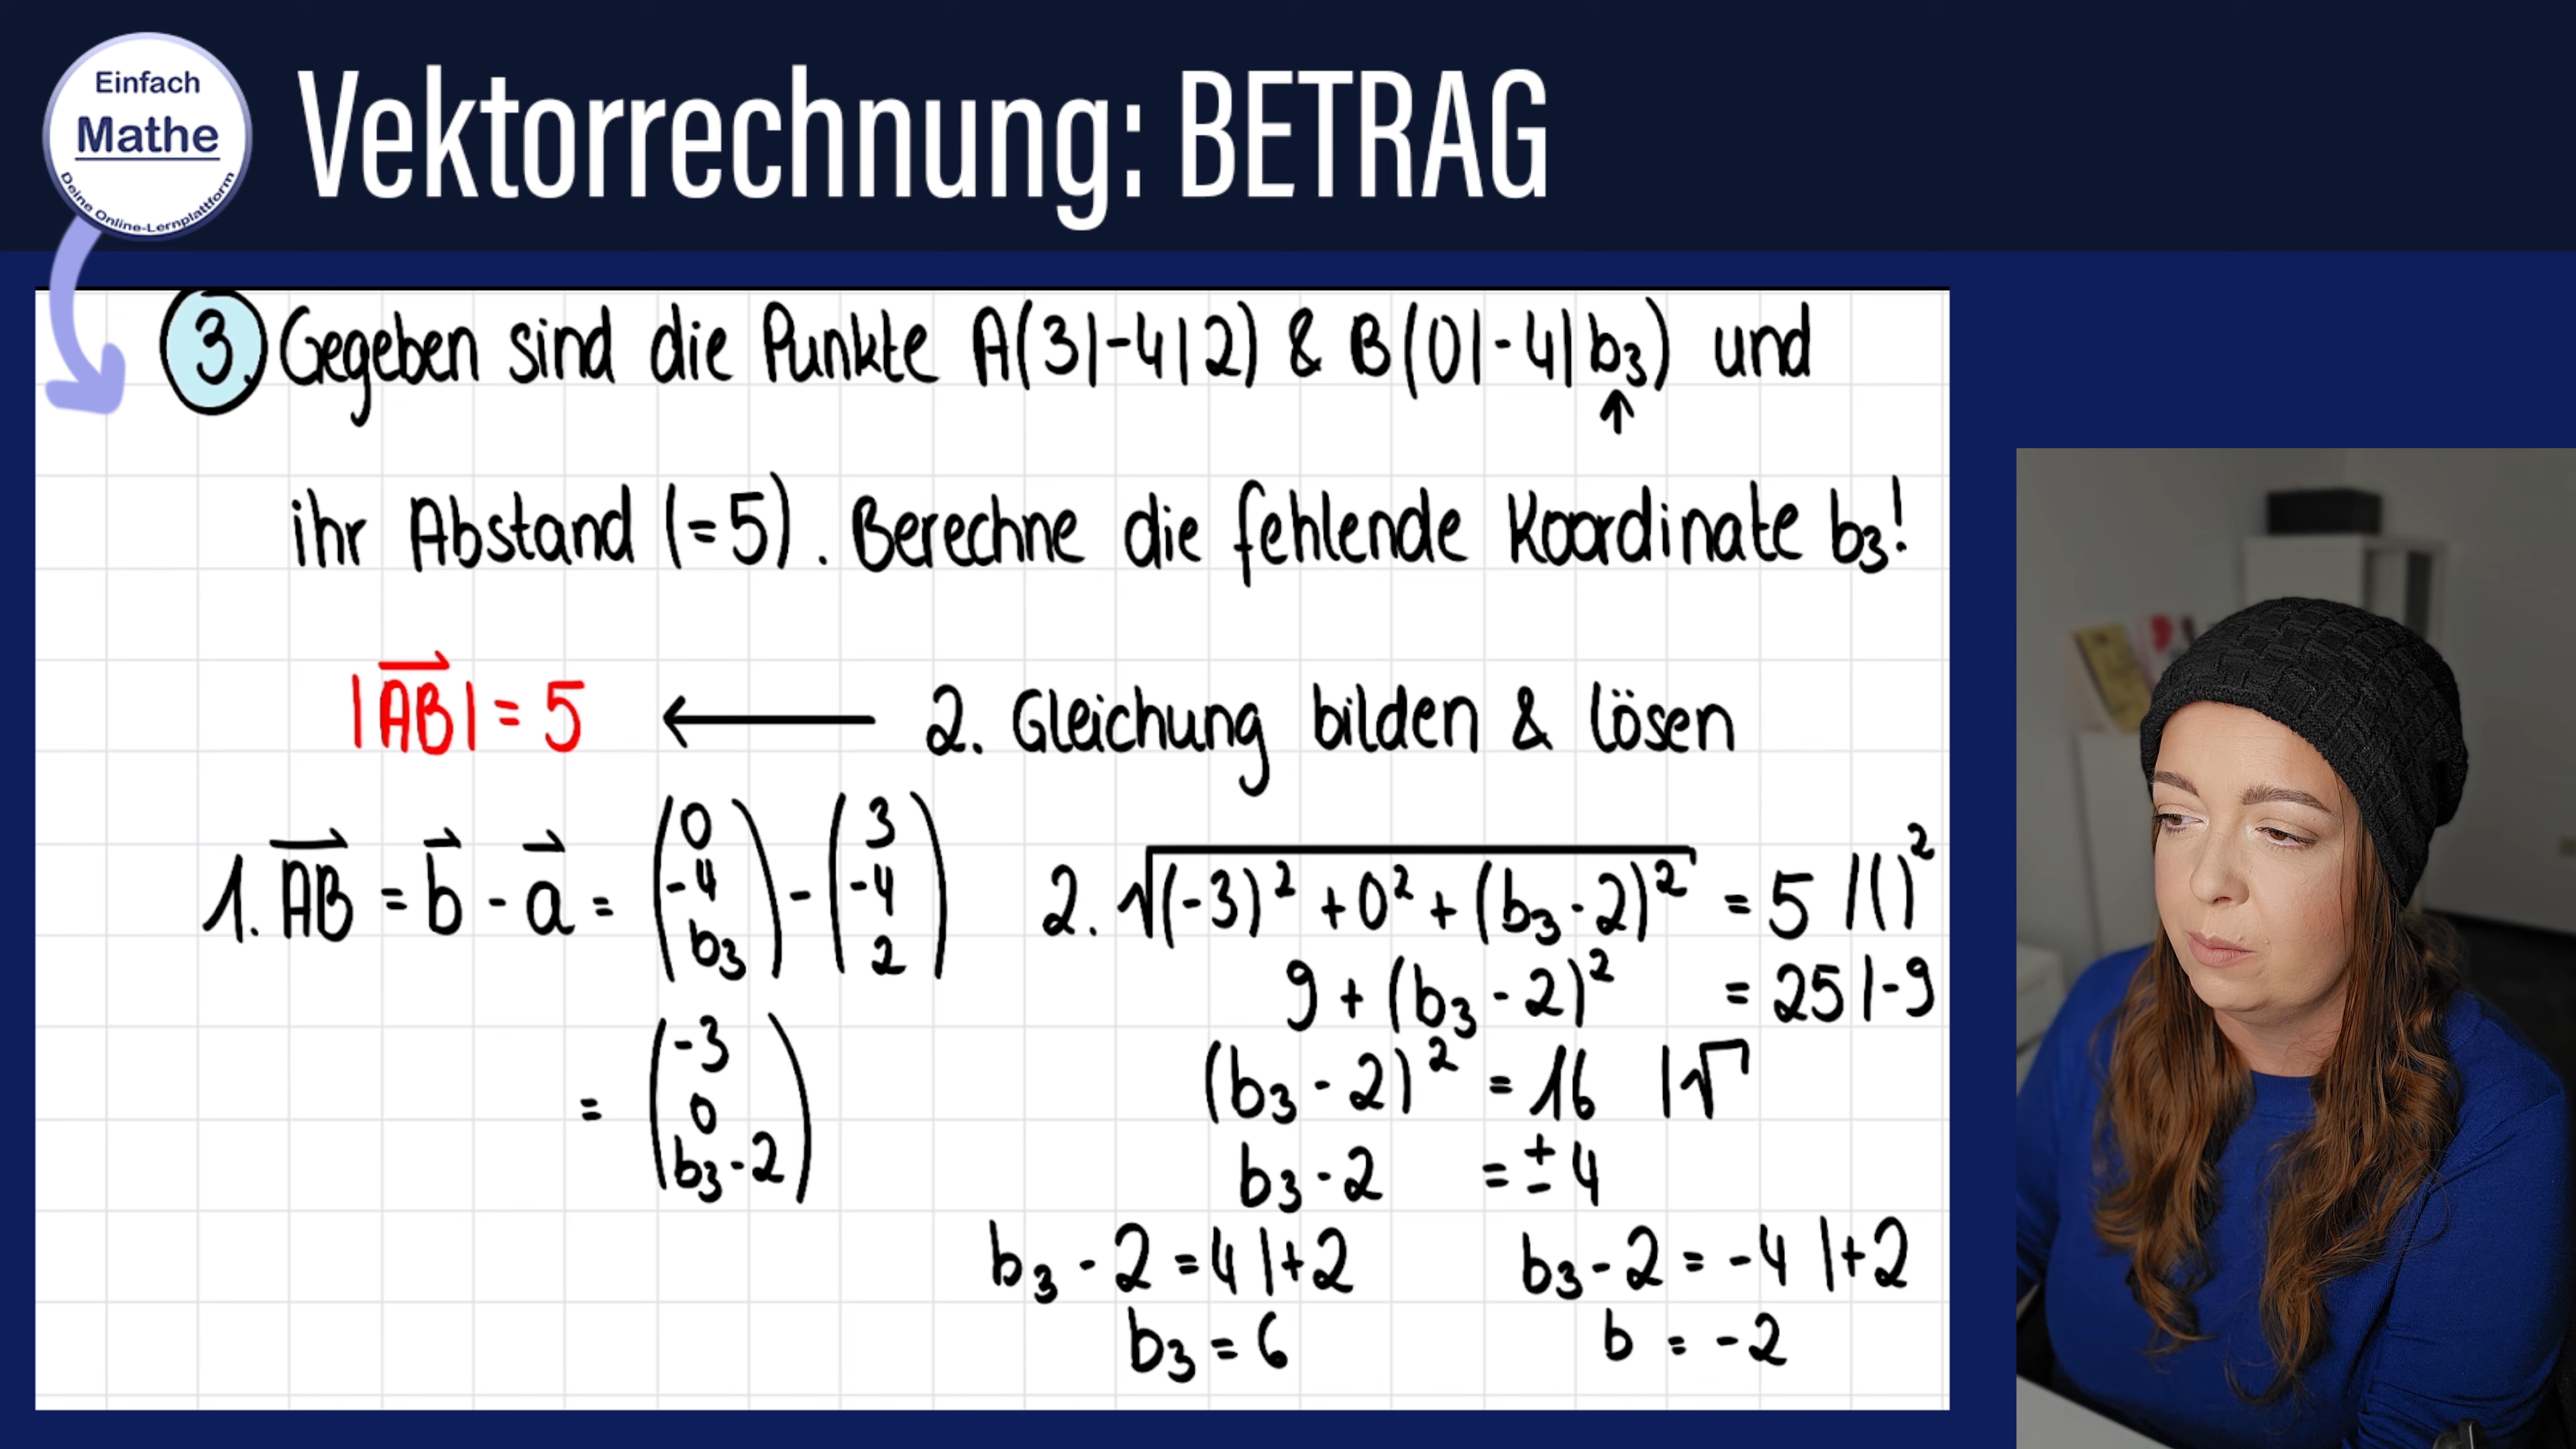 Einfach
Mathe
Deine Online-Lernplattform
Vektorrechnung: BETRAG
3. Gegeben sind die Punkte A(3|-4|2) & B(0|-4|b₃) und
↑
ihr Abstand (=5). Berechne die fehlende Koordinate b₃!
|AB⃗| = 5 ← 2. Gleichung bilden & lösen
1. AB⃗ = b⃗ - a⃗ = (0 -4 b₃) - (3 -4 2)
= (-3 0 b₃-2)
2. √((-3)² + 0² + (b₃-2)²) = 5 |()²
9 + (b₃-2)² = 25 |-9
(b₃-2)² = 16 |√
b₃-2 = ±4
b₃-2 = 4 |+2
b₃ = 6
b₃-2 = -4 |+2
b = -2